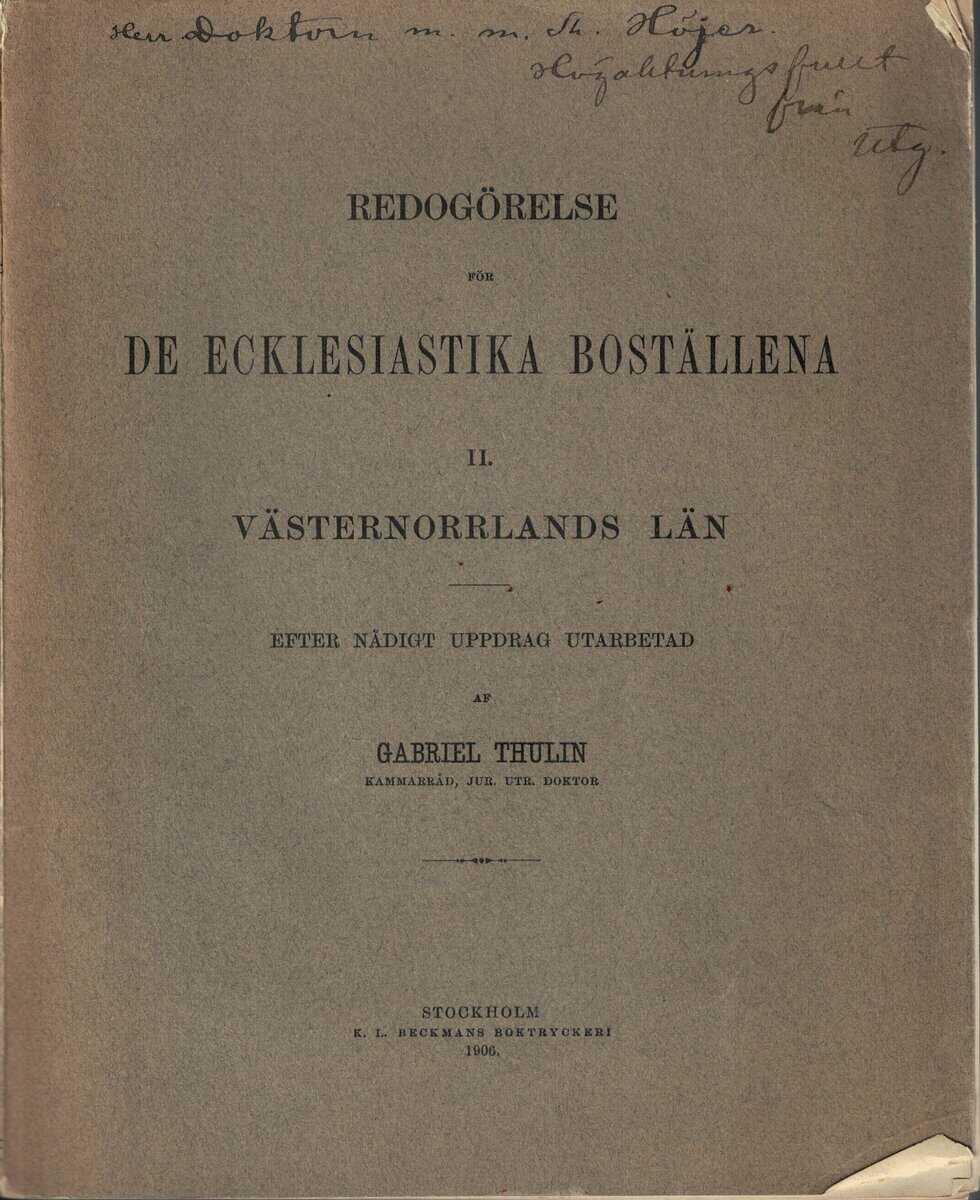 Herr Doktorn m. m. Th. Höjer.
Högaktningsfullt
från
Utg.
REDOGÖRELSE
FÖR
DE ECKLESIASTIKA BOSTÄLLENA
II.
VÄSTERNORRLANDS LÄN
EFTER NÅDIGT UPPDRAG UTARBETAD
AF
GABRIEL THULIN
KAMMARRÅD, JUR. UTR. DOKTOR
STOCKHOLM
K. L. BECKMANS BOKTRYCKERI
1906.